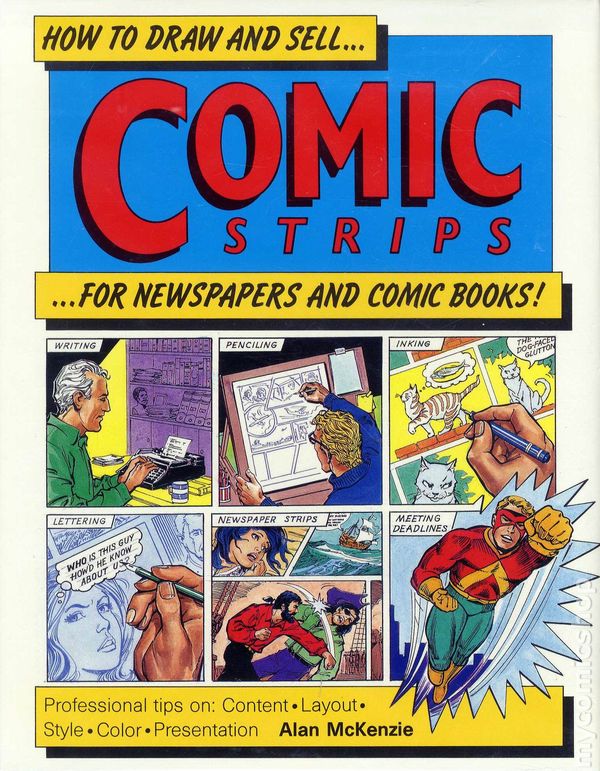 HOW TO DRAW AND SELL...
COMIC
STRIPS
...FOR NEWSPAPERS AND COMIC BOOKS!
WRITING
PENCILING
INKING
THE
DOG-FACED
GLUTTON
LETTERING
WHO IS THIS GUY
HOW'D HE KNOW
ABOUT US?
NEWSPAPER STRIPS
MEETING
DEADLINES
Professional tips on: Content • Layout •
Style • Color • Presentation Alan McKenzie
mycomicshop